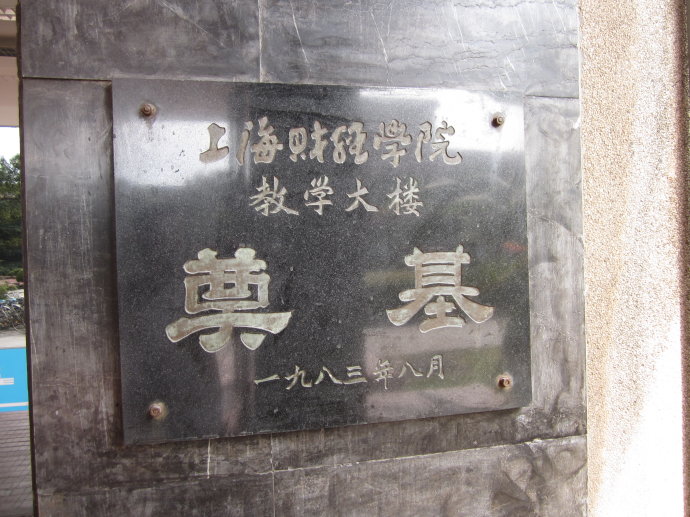 上海财经学院
教学大楼
奠基
一九八三年八月